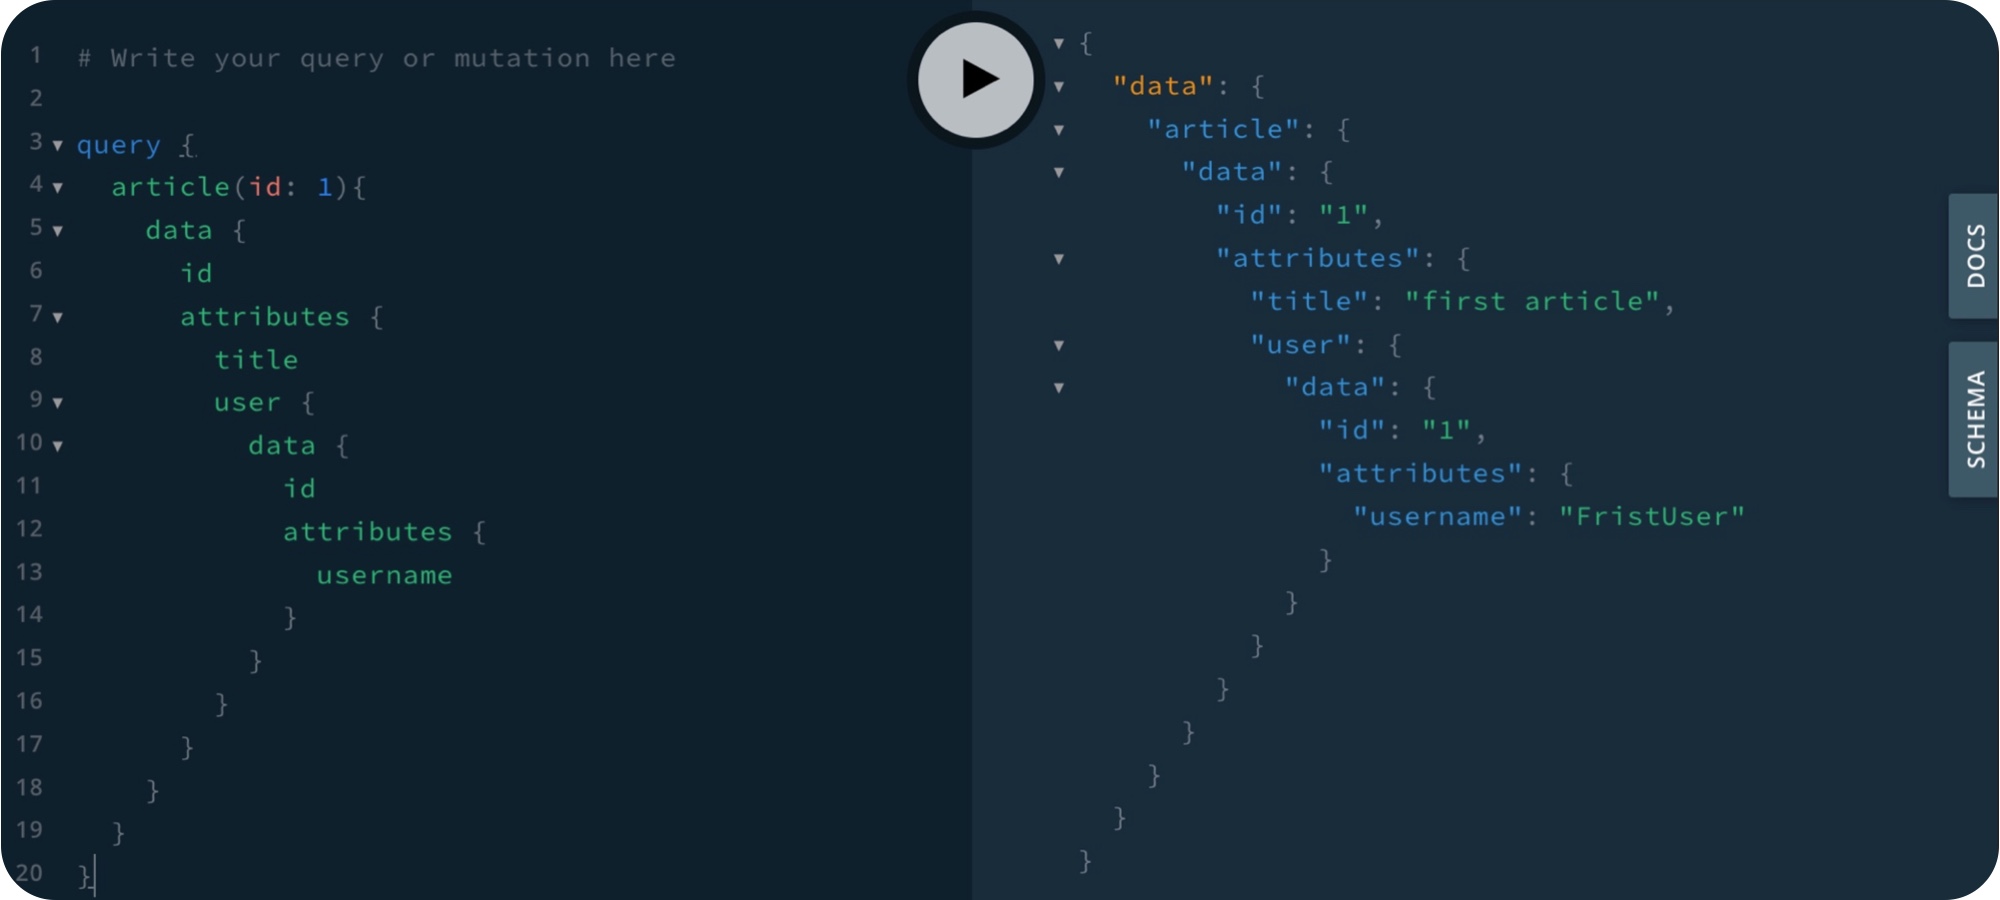 1 # Write your query or mutation here
2
3 query {
4   article(id: 1){
5     data {
6       id
7       attributes {
8         title
9         user {
10           data {
11             id
12             attributes {
13               username
14             }
15           }
16         }
17       }
18     }
19   }
20 }
{
  "data": {
    "article": {
      "data": {
        "id": "1",
        "attributes": {
          "title": "first article",
          "user": {
            "data": {
              "id": "1",
              "attributes": {
                "username": "FristUser"
              }
            }
          }
        }
      }
    }
  }
}
DOCS
SCHEMA